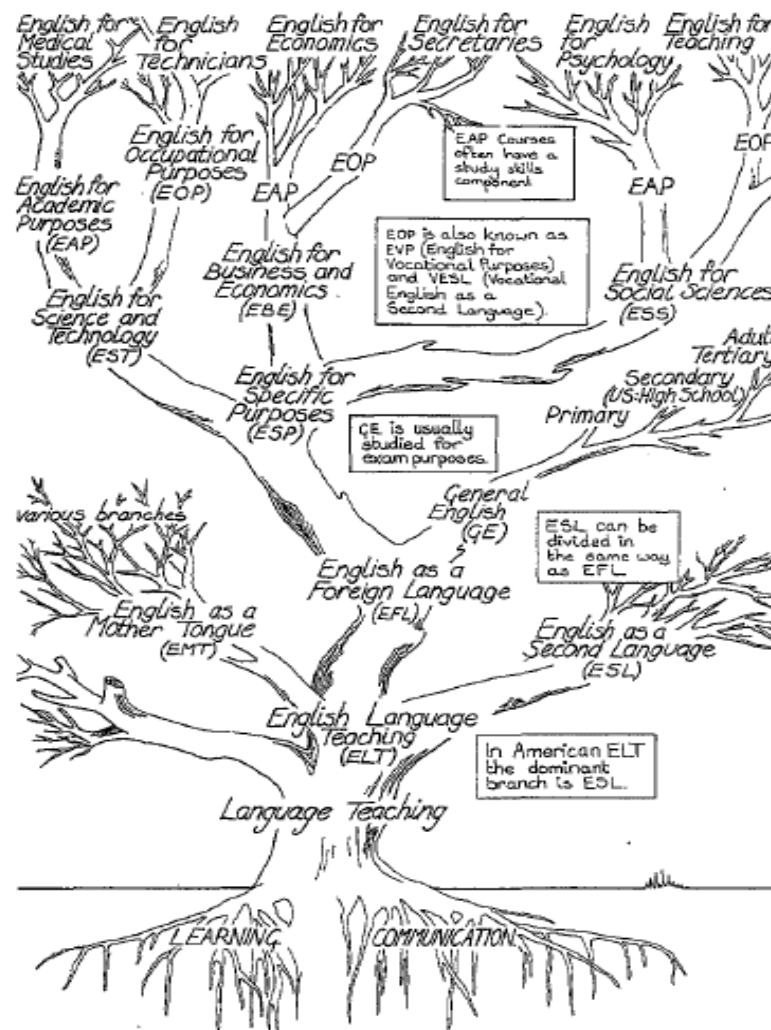 English for
Medical
Studies
English
for
Technicians
English for
Economics
English for
Secretaries
English
for
Psychology
English for
Teaching
English for
Occupational
Purposes
(EOP)
EAP
EOP
EAP Courses
often have a
study skills
component
EAP
EOP
English for
Academic
Purposes
(EAP)
EOP is also known as
EVP (English for
Vocational Purposes)
and VESL (Vocational
English as a
Second Language).
English for
Business and
Economics
(EBE)
English for
Social Sciences
(ESS)
English for
Science and
Technology
(EST)
English for
Specific
Purposes
(ESP)
Adult
Tertiary
Secondary
(US:High School)
Primary
GE is usually
studied for
exam purposes.
General
English
(GE)
various branches
ESL can be
divided in
the same way
as EFL
English as a
Foreign Language
(EFL)
English as a
Mother Tongue
(EMT)
English as a
Second Language
(ESL)
English Language
Teaching
(ELT)
In American ELT
the dominant
branch is ESL.
Language Teaching
LEARNING
COMMUNICATION